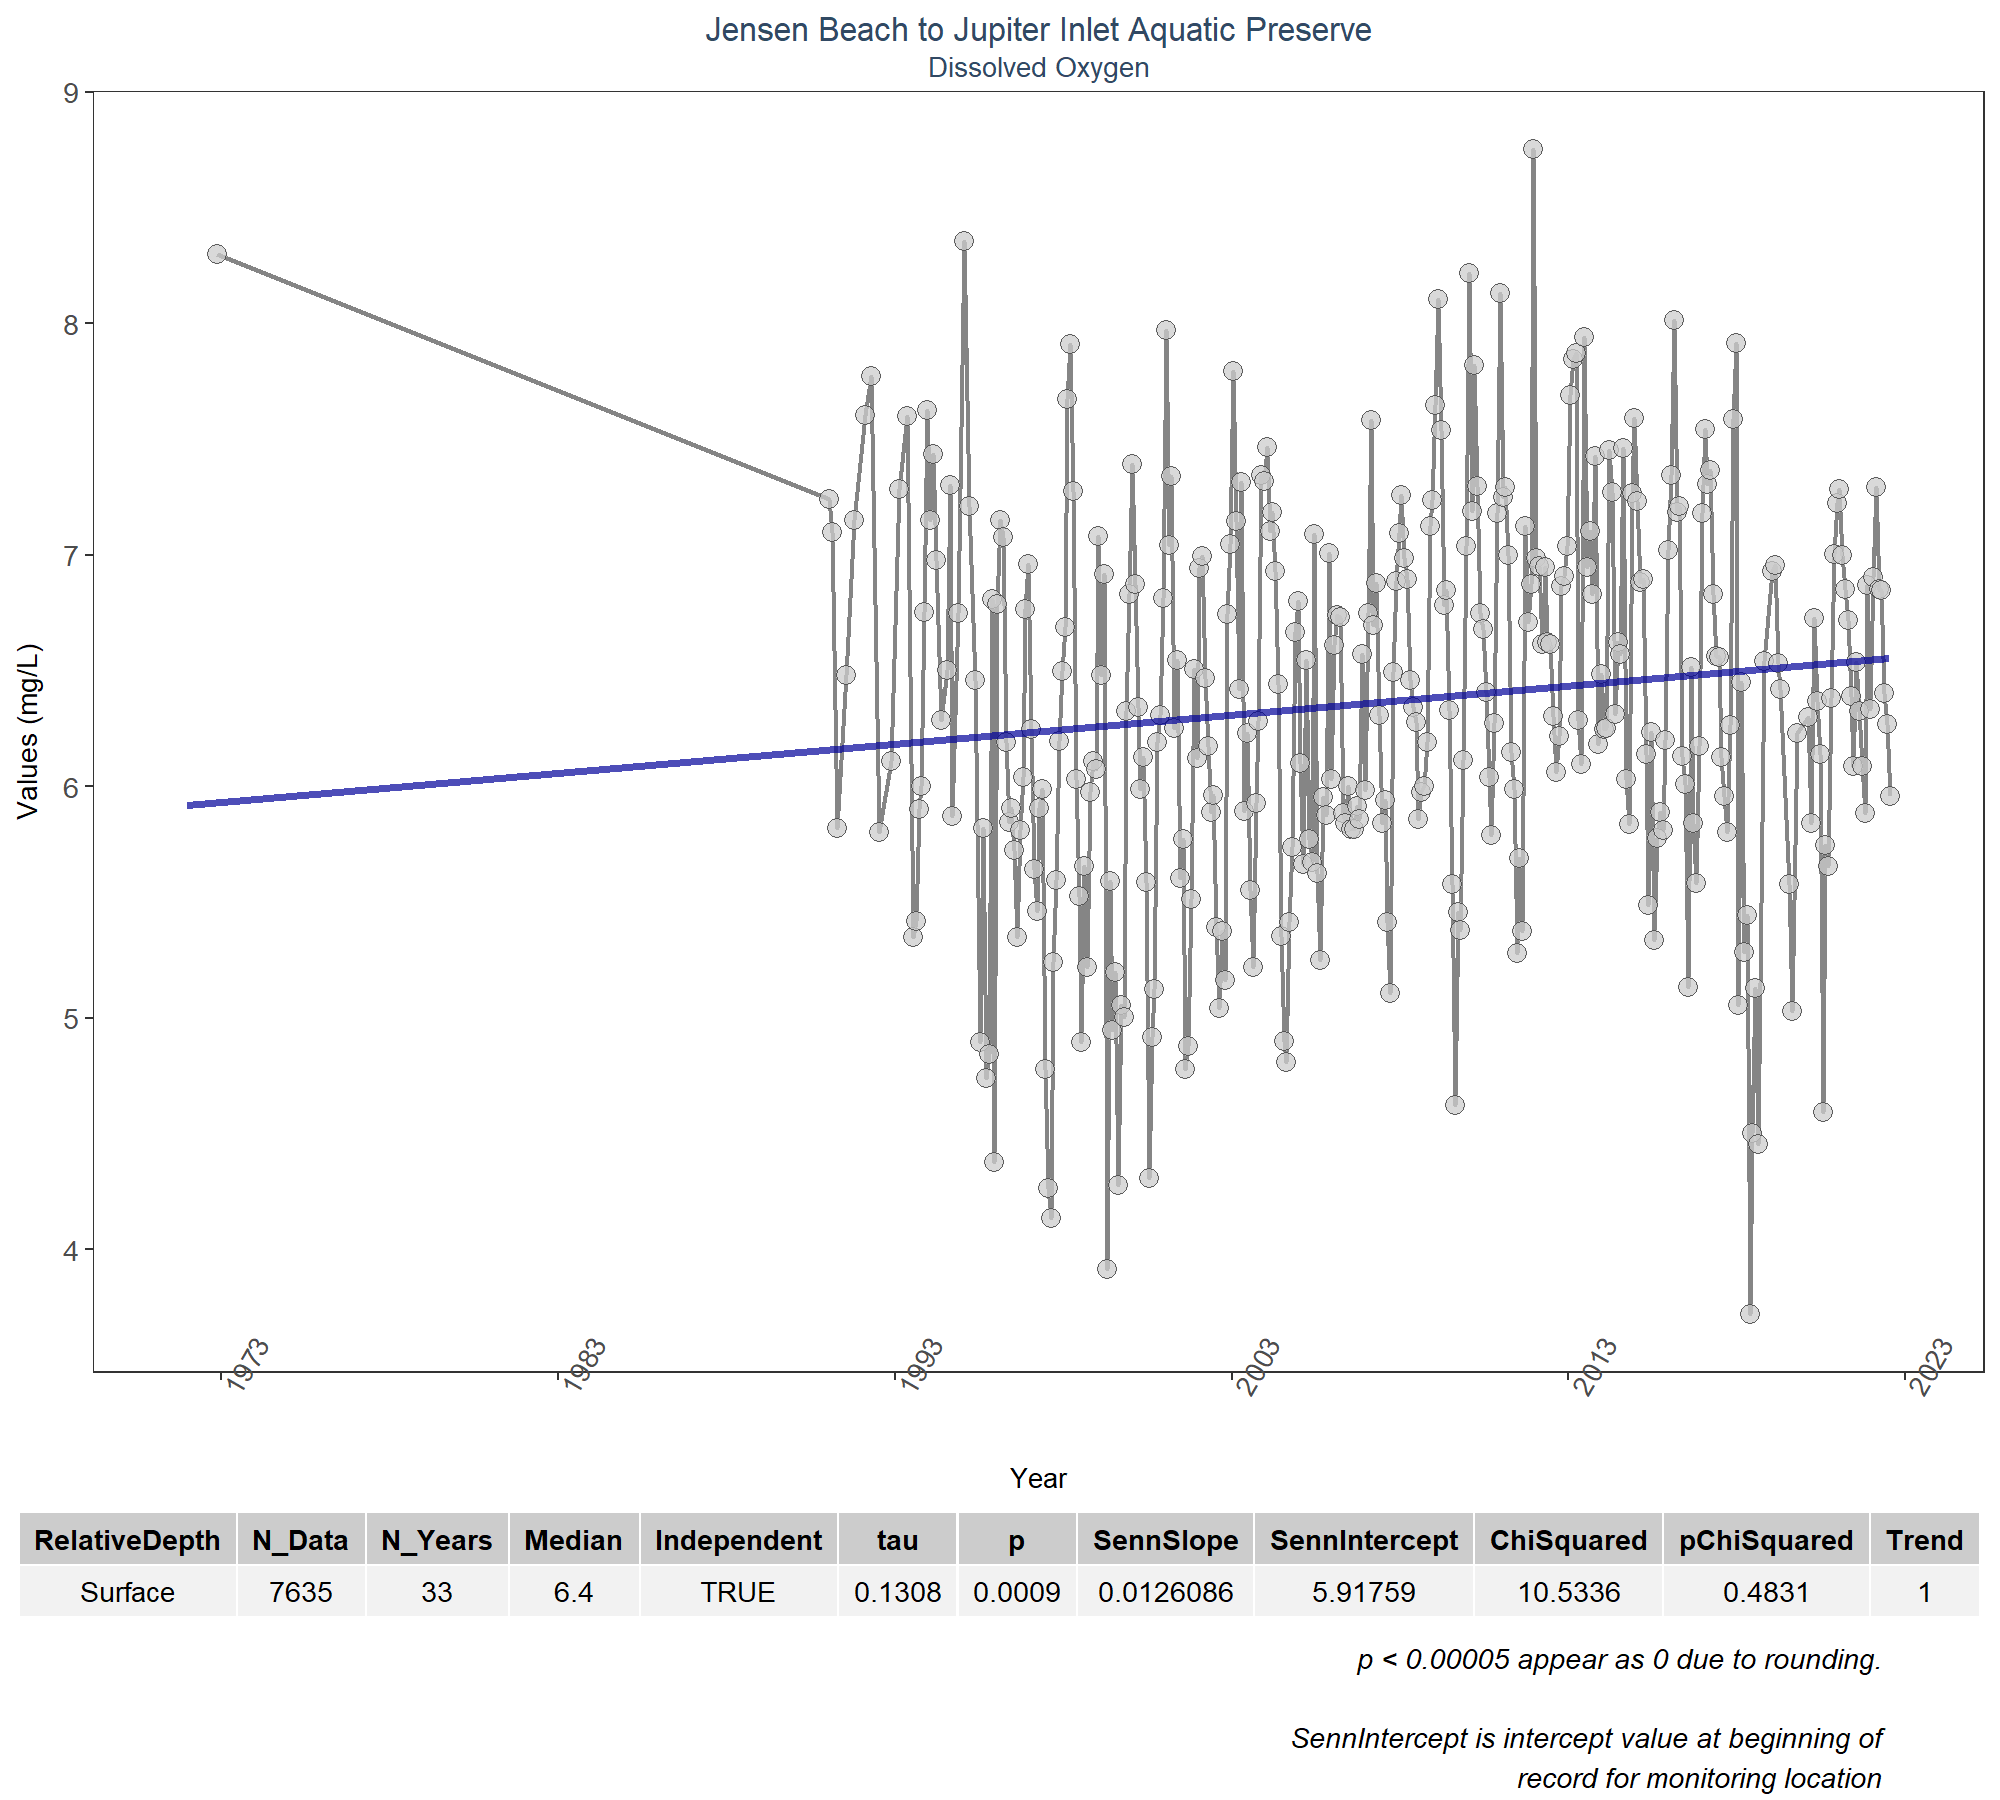 Jensen Beach to Jupiter Inlet Aquatic Preserve
Dissolved Oxygen
9
8
7
6
5
4
Values (mg/L)
1973
1983
1993
2003
2013
2023
Year
RelativeDepth N_Data N_Years Median Independent tau p SennSlope SennIntercept ChiSquared pChiSquared Trend
Surface 7635 33 6.4 TRUE 0.1308 0.0009 0.0126086 5.91759 10.5336 0.4831 1
p < 0.00005 appear as 0 due to rounding.
SennIntercept is intercept value at beginning of
record for monitoring location